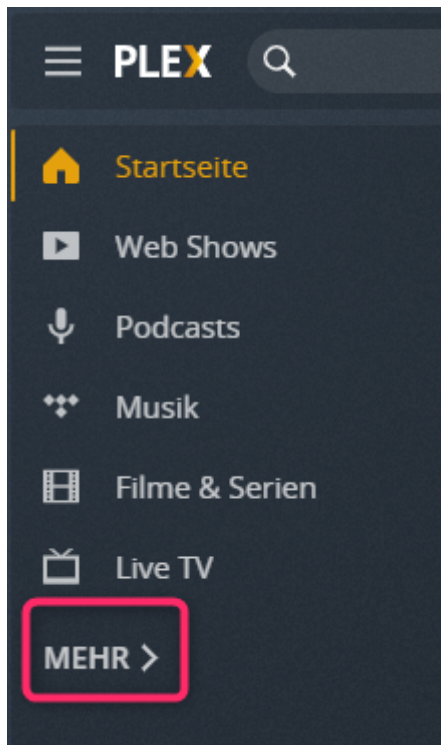 PLEX
Startseite
Web Shows
Podcasts
Musik
Filme & Serien
Live TV
MEHR >